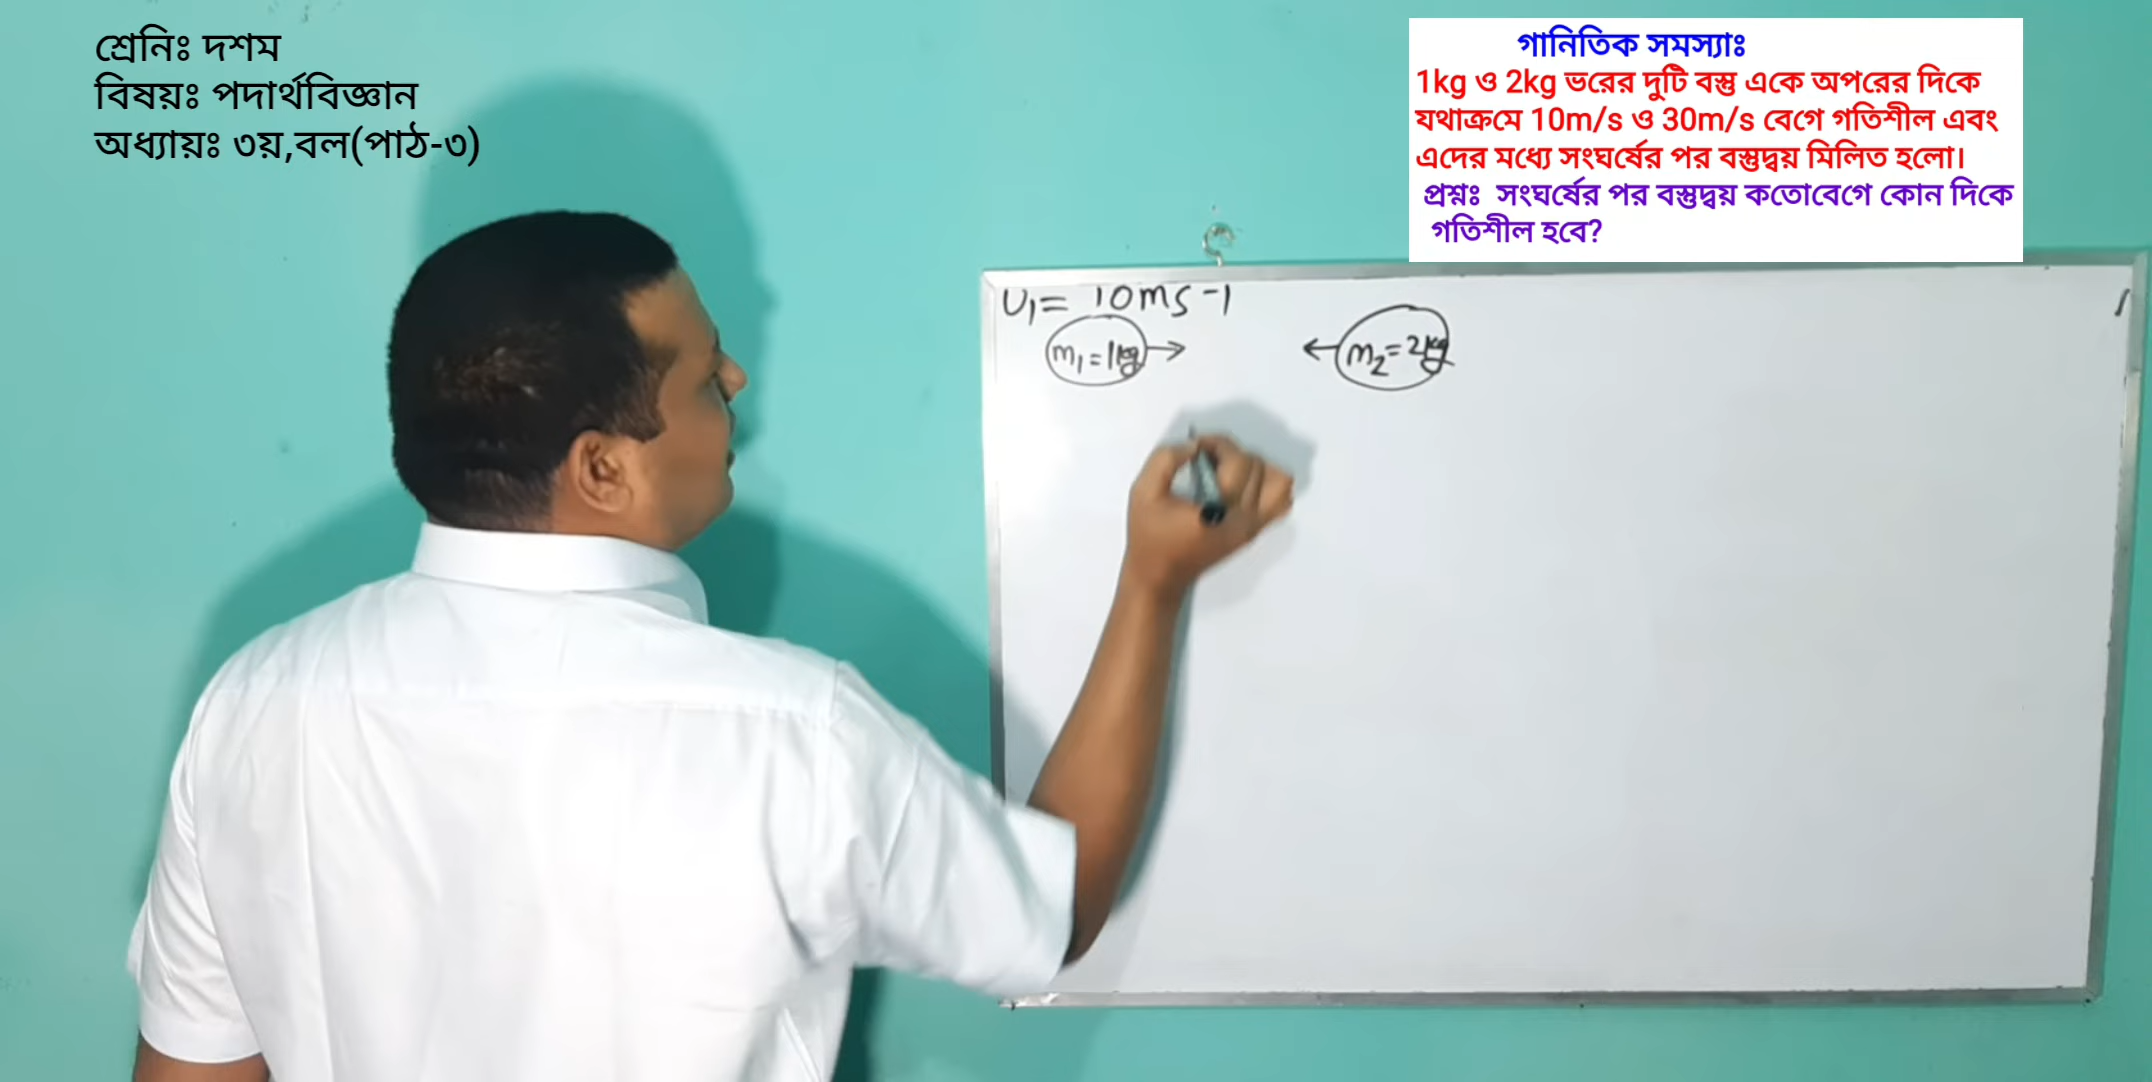 শ্রেনিঃ দশম
বিষয়ঃ পদার্থবিজ্ঞান
অধ্যায়ঃ ৩য়,বল(পাঠ-৩)
গানিতিক সমস্যাঃ
1kg ও 2kg ভরের দুটি বস্তু একে অপরের দিকে
যথাক্রমে 10m/s ও 30m/s বেগে গতিশীল এবং
এদের মধ্যে সংঘর্ষের পর বস্তুদ্বয় মিলিত হলো।
প্রশ্নঃ সংঘর্ষের পর বস্তুদ্বয় কতোবেগে কোন দিকে
গতিশীল হবে?
U₁= 10ms-1
m₁=1kg
m₂=2kg